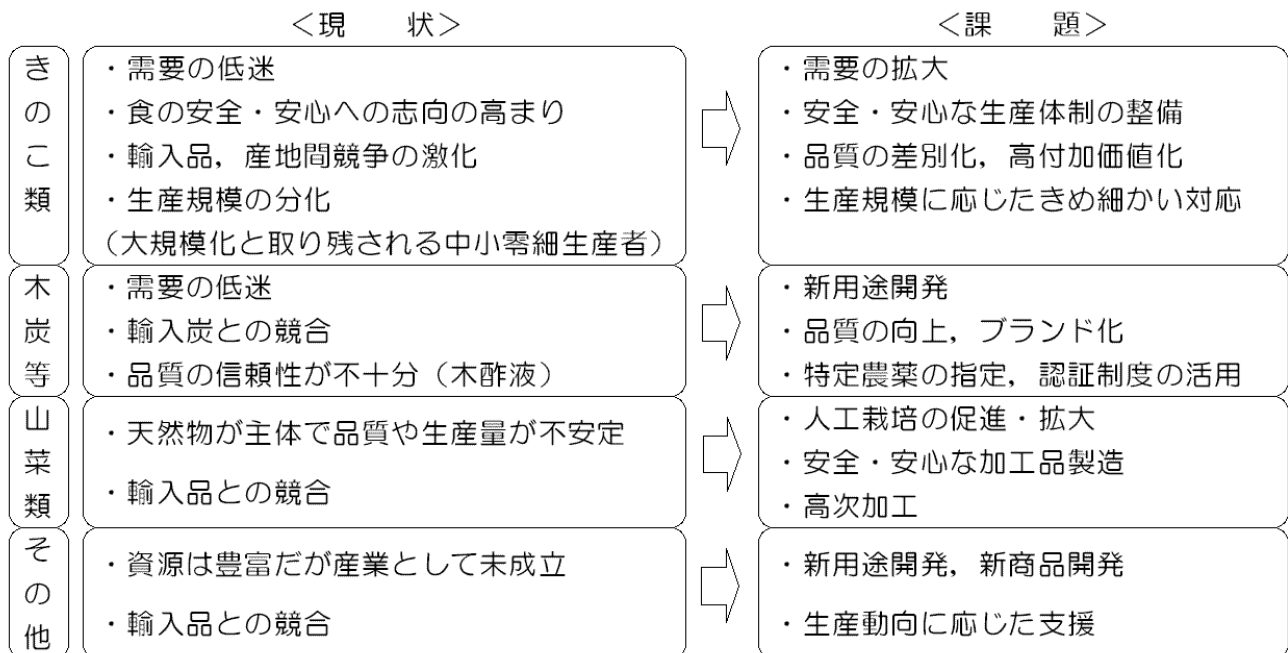 ＜現　　状＞
＜課　　題＞
きのこ類
・需要の低迷
・食の安全・安心への志向の高まり
・輸入品，産地間競争の激化
・生産規模の分化
（大規模化と取り残される中小零細生産者）
・需要の拡大
・安全・安心な生産体制の整備
・品質の差別化，高付加価値化
・生産規模に応じたきめ細かい対応
木炭等
・需要の低迷
・輸入炭との競合
・品質の信頼性が不十分（木酢液）
・新用途開発
・品質の向上，ブランド化
・特定農薬の指定，認証制度の活用
山菜類
・天然物が主体で品質や生産量が不安定
・輸入品との競合
・人工栽培の促進・拡大
・安全・安心な加工品製造
・高次加工
その他
・資源は豊富だが産業として未成立
・輸入品との競合
・新用途開発，新商品開発
・生産動向に応じた支援